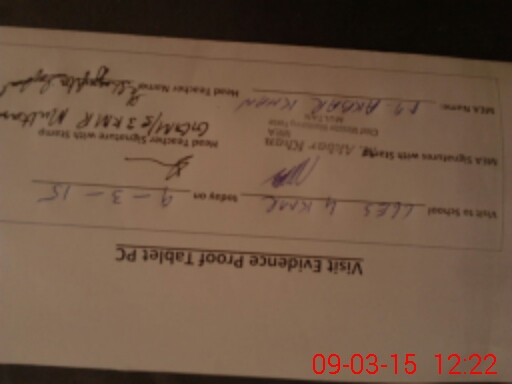 Visit Evidence Proof Tablet PC
Visit to School GGES 4 KMR today on 9-3-15
MEA Signatures with Stamp Head Teacher Signature with Stamp
Akbar Khan
MEA
GGCM/S 3 KMR Multan
MEA Name: M. AKBAR KHAN Head Teacher Name
09-03-15 12:22